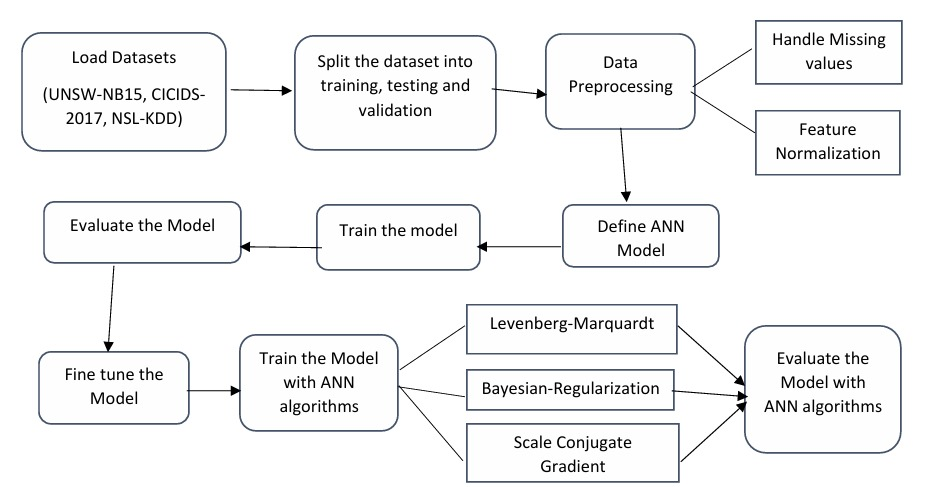 Load Datasets
(UNSW-NB15, CICIDS-
2017, NSL-KDD)
Split the dataset into
training, testing and
validation
Data
Preprocessing
Handle Missing
values
Feature
Normalization
Define ANN
Model
Train the model
Evaluate the Model
Fine tune the
Model
Train the Model
with ANN
algorithms
Levenberg-Marquardt
Bayesian-Regularization
Scale Conjugate
Gradient
Evaluate the
Model with
ANN algorithms